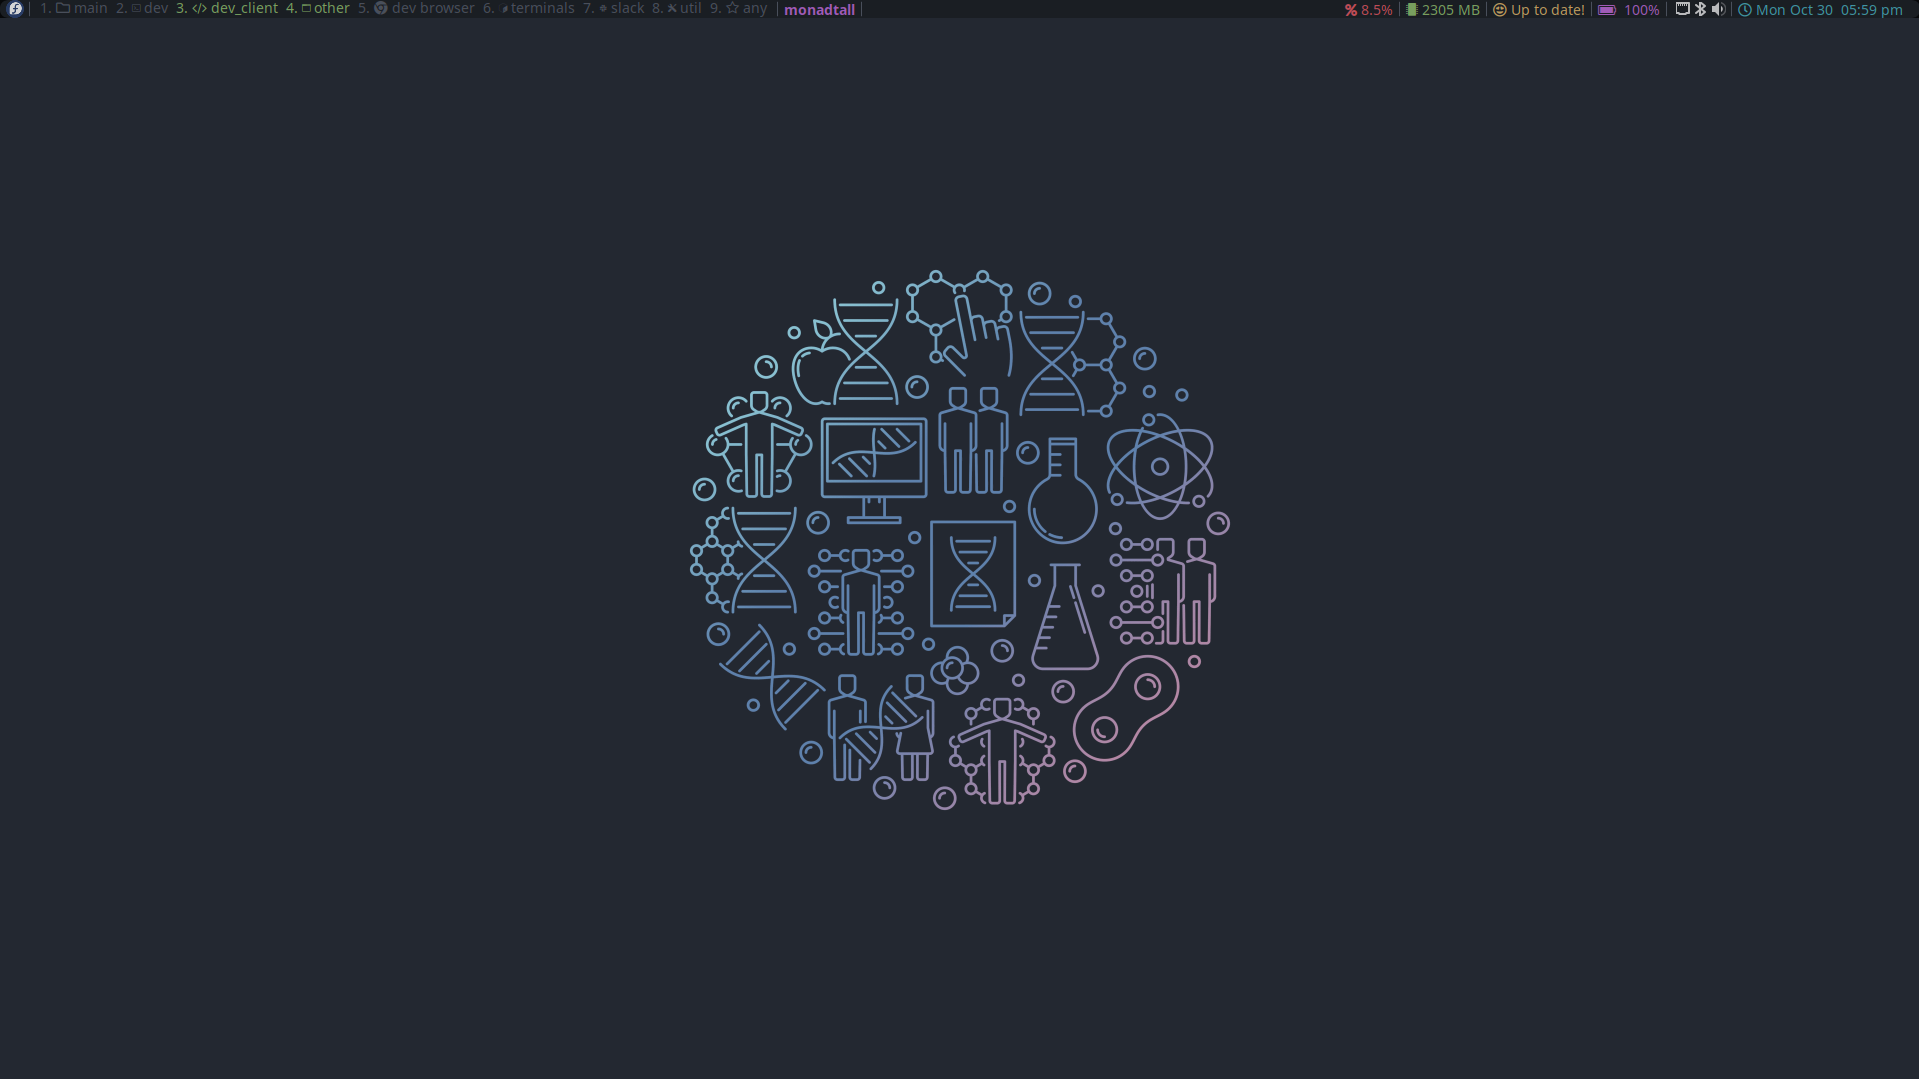 1. main 2. dev 3. </> dev_client 4. other 5. dev browser 6. terminals 7. slack 8. util 9. any | monadtall | % 8.5% | 2305 MB | Up to date! | 100% | Mon Oct 30 05:59 pm